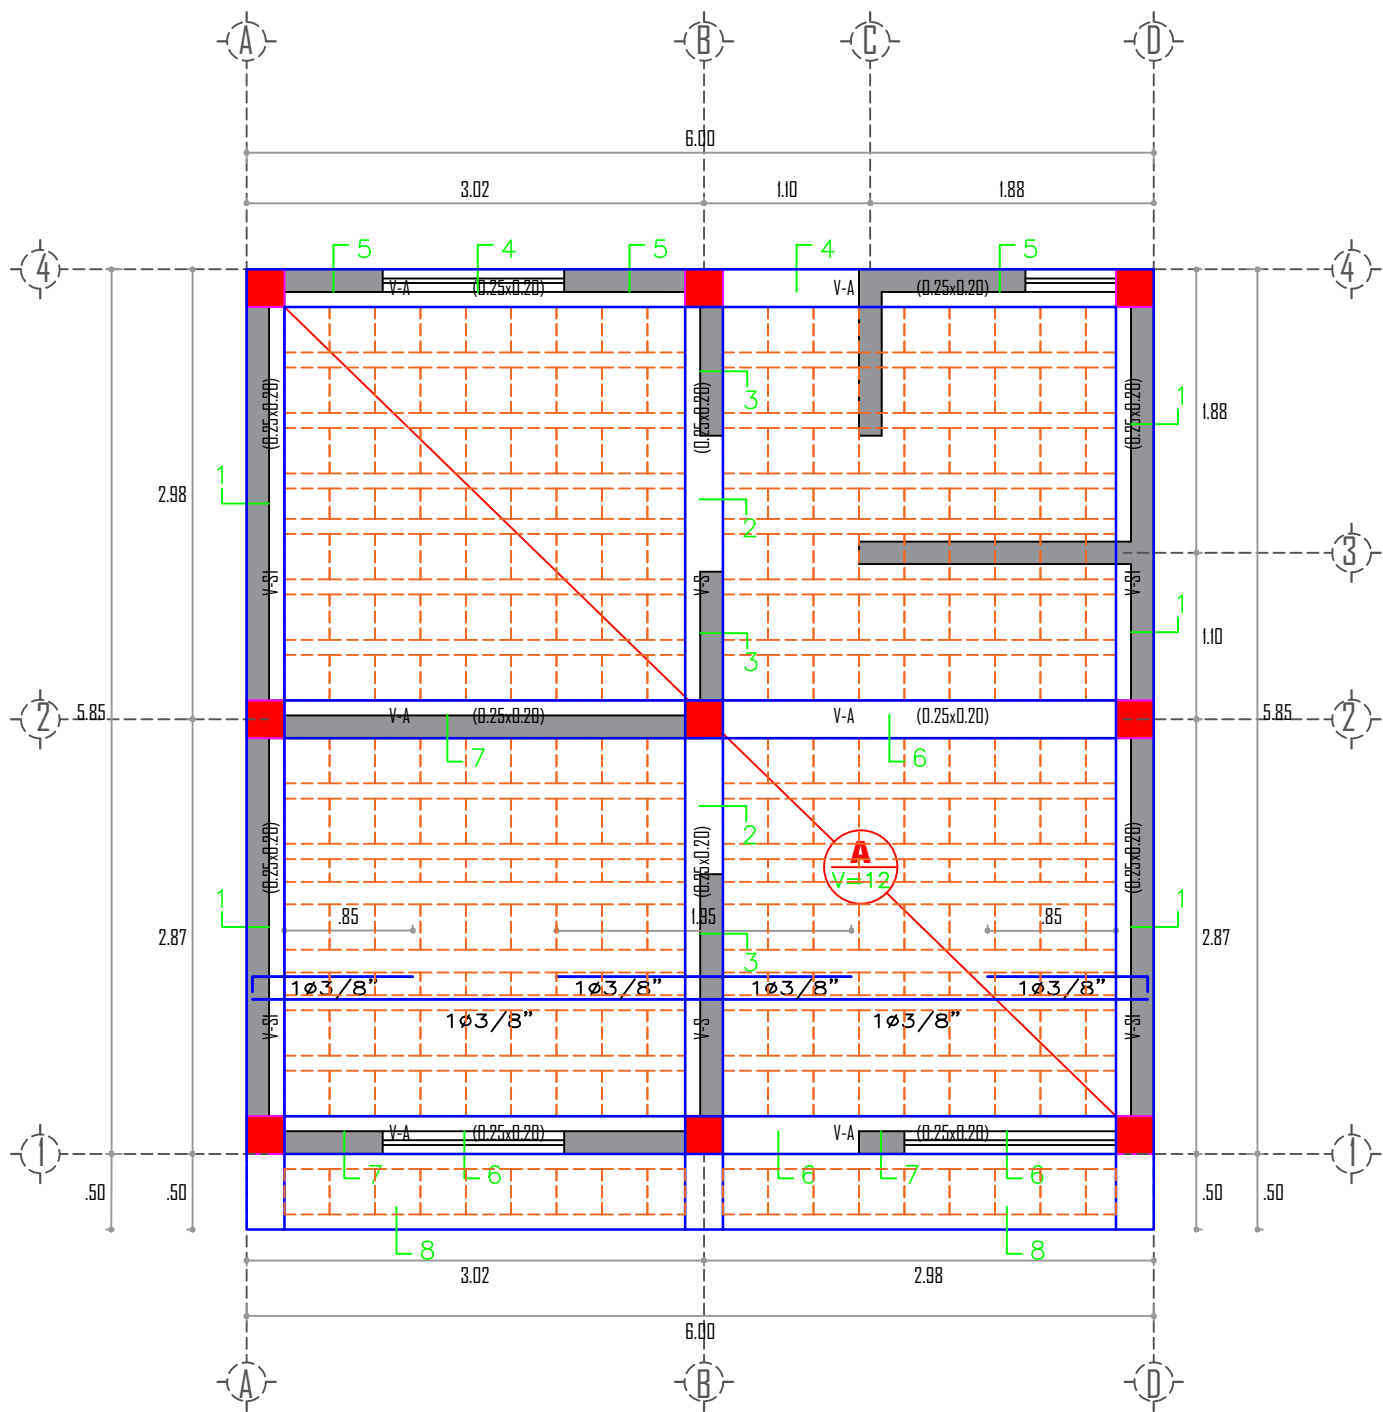 A B C D
6.00
3.02 1.10 1.88
5 4 5 4 5
4 4
V-A (0.25x0.20) V-A (0.25x0.20)
3
1
(0.25x0.20) (0.25x0.20) (0.25x0.20)
1.88
1
2.98
2
3
V-S1 V-S V-S1
1
3
1.10
2 5.85 V-A (0.25x0.20) V-A (0.25x0.20) 5.85 2
7 6
2
A
V=12
(0.25x0.20) (0.25x0.20) (0.25x0.20)
1 1
.85 1.95 .85
2.87 2.87
3
1ø3/8" 1ø3/8" 1ø3/8" 1ø3/8"
1ø3/8" 1ø3/8"
V-S1 V-S V-S1
V-A (0.25x0.20) V-A (0.25x0.20)
1 1
7 6 6 7 6
.50 .50 .50 .50
8 8
3.02 2.98
6.00
A B D